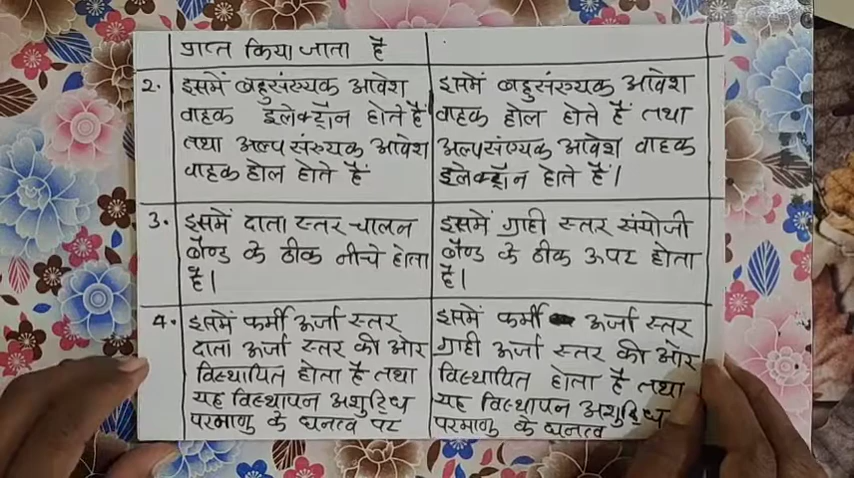 प्राप्त किया जाता है
2. इसमें बहुसंख्यक आवेश
वाहक इलेक्ट्रॉन होते हैं
तथा अल्पसंख्यक आवेश
वाहक होल होते हैं
इसमें बहुसंख्यक आवेश
वाहक होल होते हैं तथा
अल्पसंख्यक आवेश वाहक
इलेक्ट्रॉन होते हैं।
3. इसमें दाता स्तर चालन
बैण्ड के ठीक नीचे होता
है।
इसमें ग्राही स्तर संयोजी
बैण्ड के ठीक ऊपर होता
है।
4. इसमें फर्मी ऊर्जा स्तर
दाता ऊर्जा स्तर की ओर
विस्थापित होता है तथा
यह विस्थापन अशुद्धि
परमाणु के घनत्व पर
इसमें फर्मी ऊर्जा स्तर
ग्राही ऊर्जा स्तर की ओर
विस्थापित होता है तथा
यह विस्थापन अशुद्धि
परमाणु के घनत्व